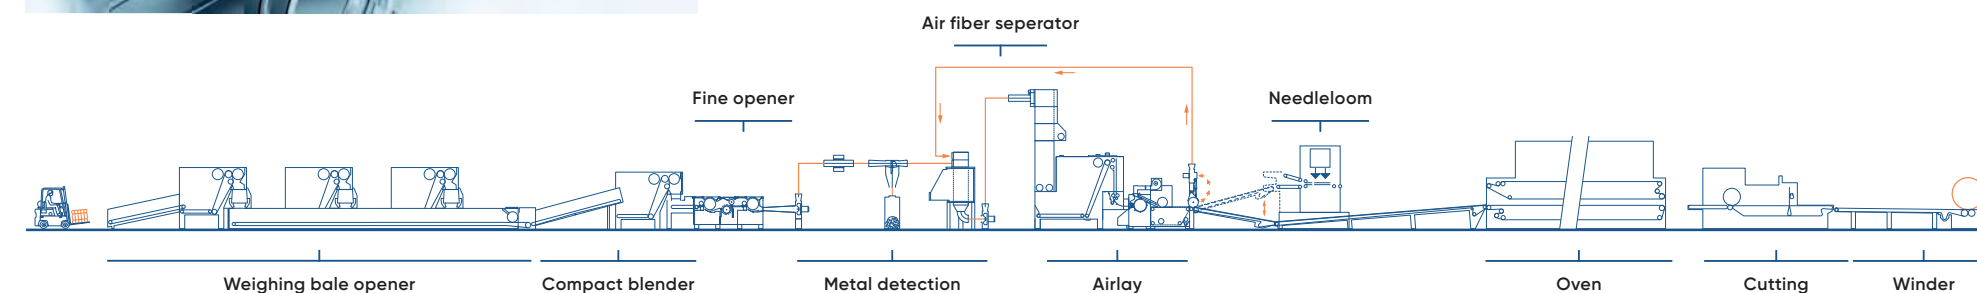 Air fiber seperator
Fine opener
Needleloom
Weighing bale opener
Compact blender
Metal detection
Airlay
Oven
Cutting
Winder